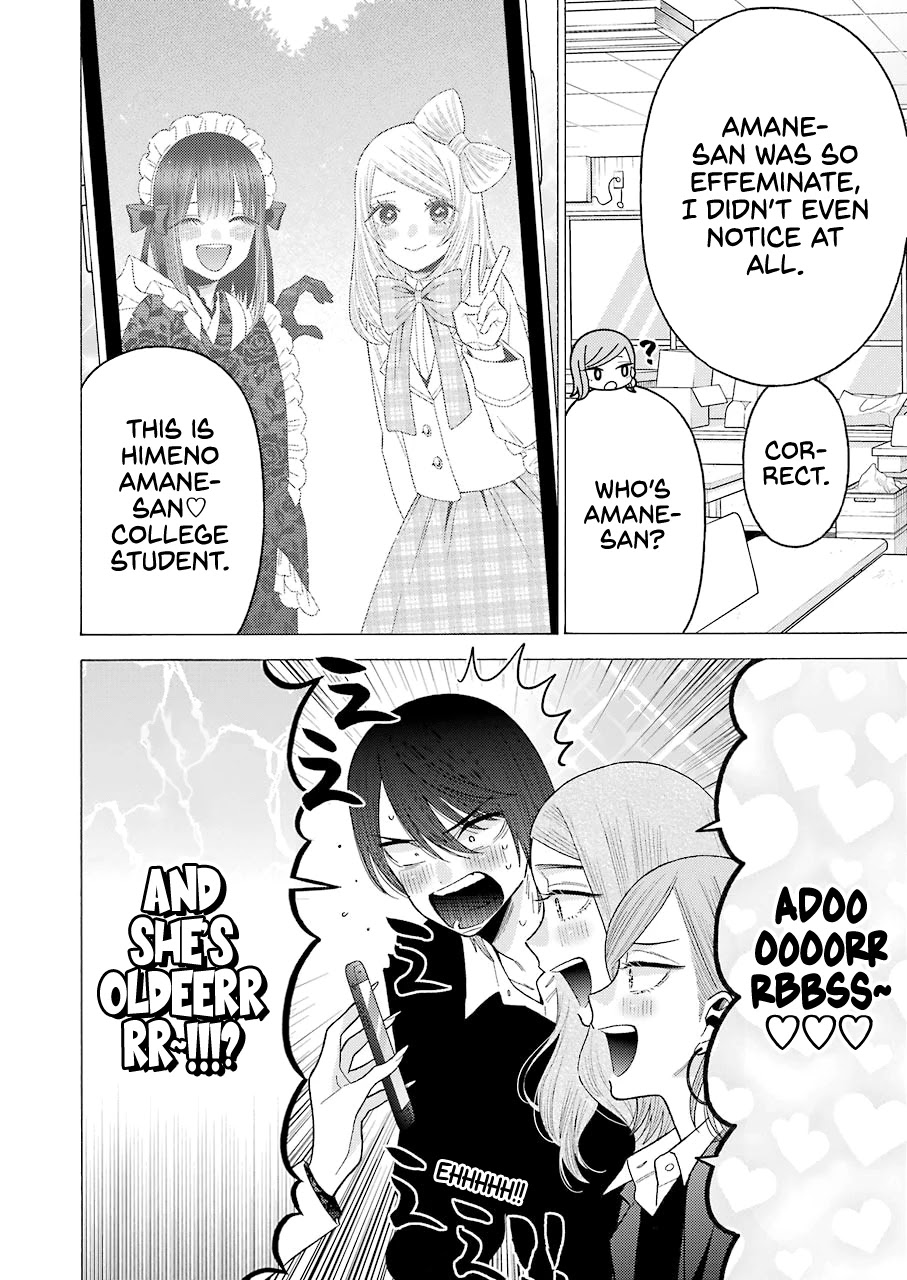 AMANE-
SAN WAS SO
EFFEMINATE,
I DIDN'T EVEN
NOTICE AT
ALL.
?
COR-
RECT.
WHO'S
AMANE-
SAN?
THIS IS
HIMENO
AMANE-
SAN♡
COLLEGE
STUDENT.
ADOO
OOOORR
RBBSS~
♡♡♡
AND
SHE'S
OLDEERR
RR~!!!?
EHHHHH!!